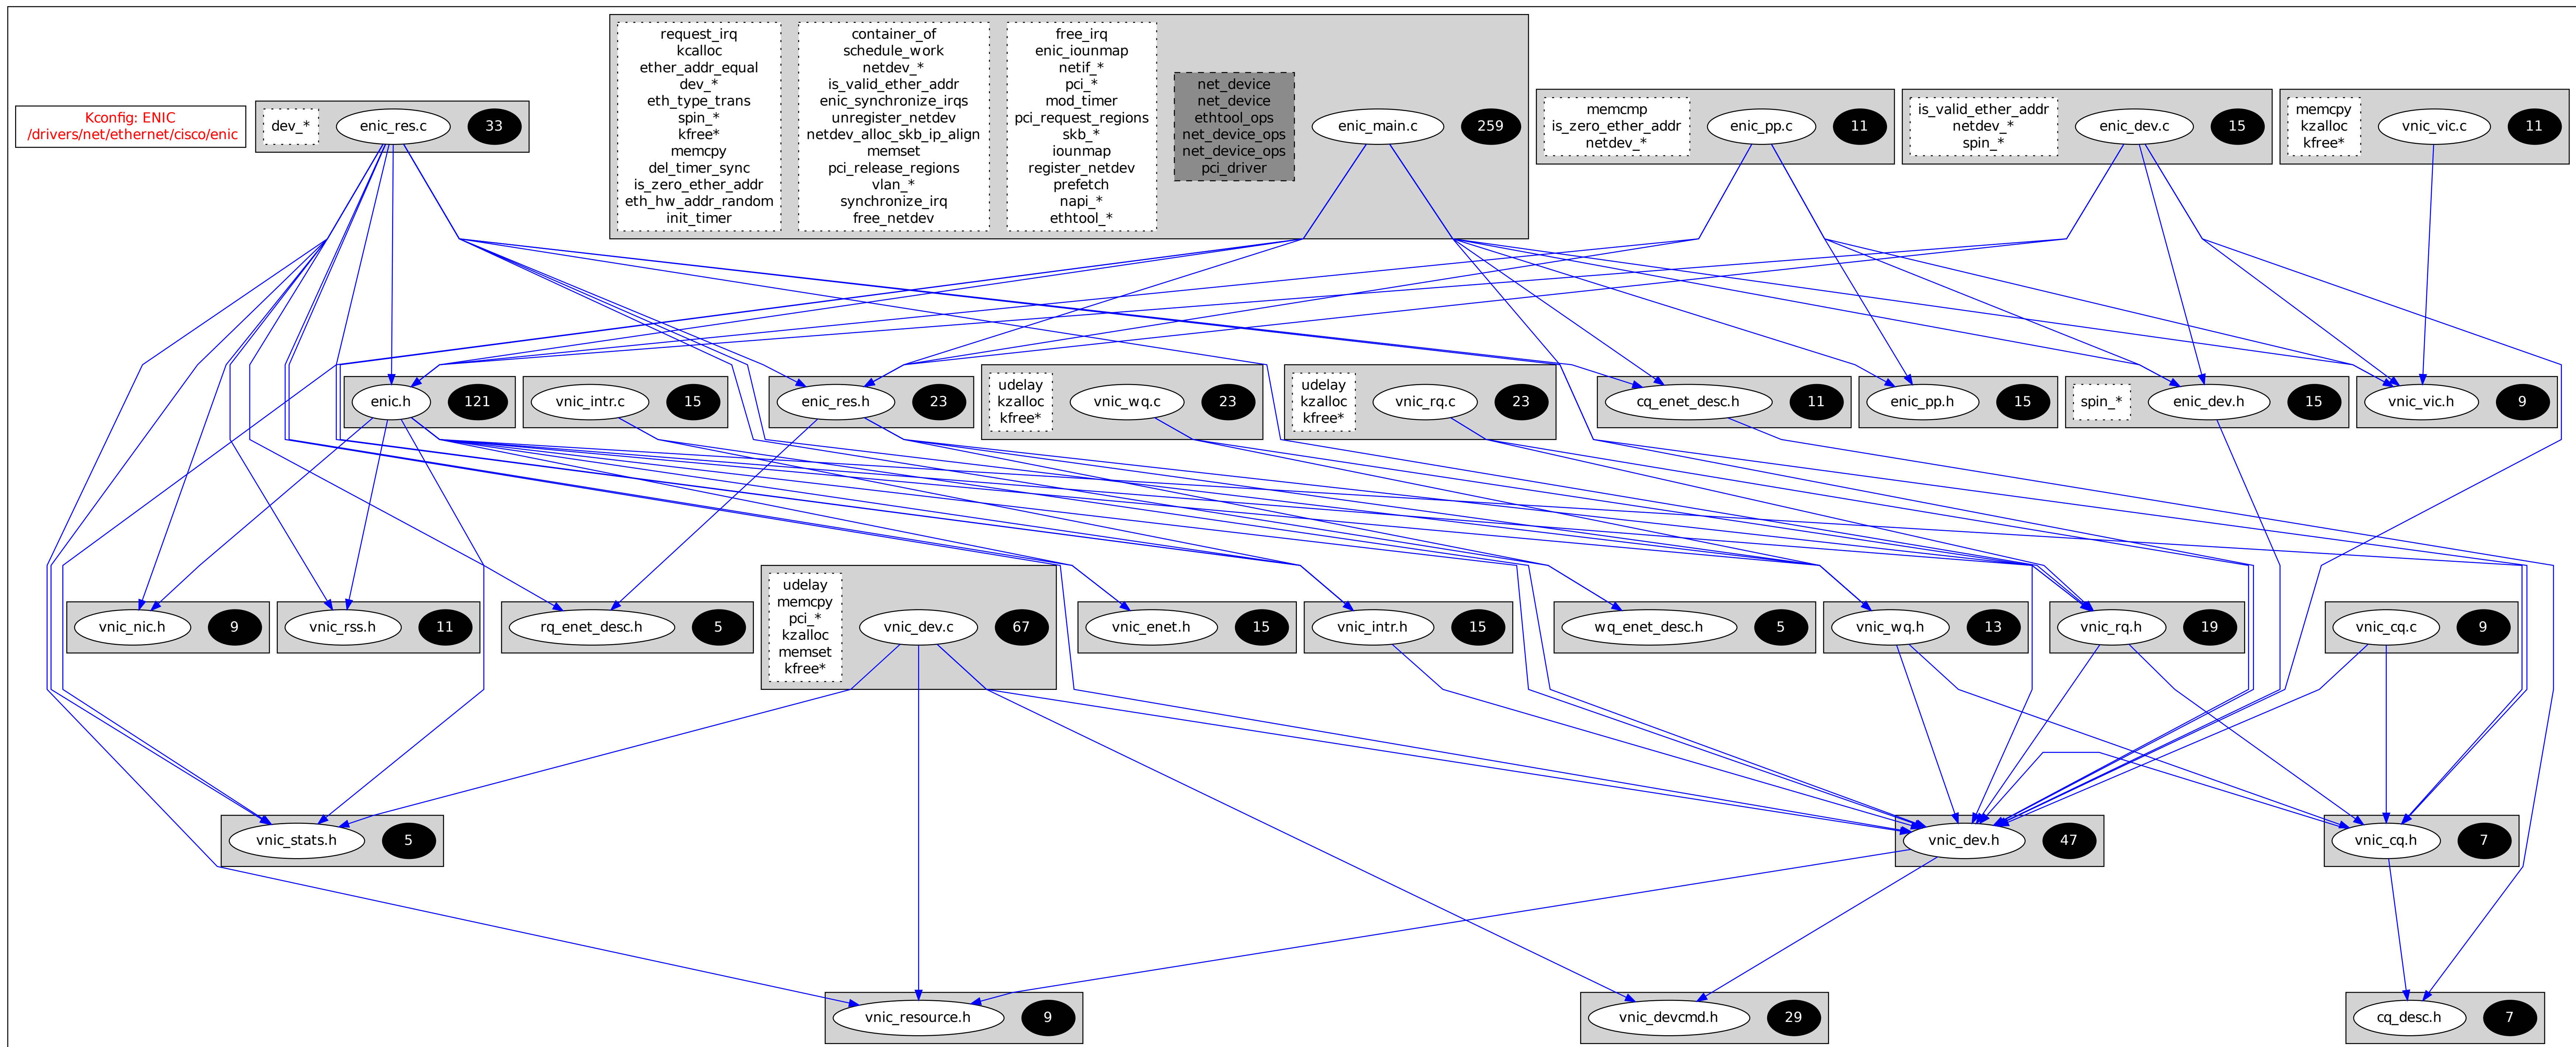 Kconfig: ENIC
/drivers/net/ethernet/cisco/enic
dev_*
enic_res.c
33
request_irq
kcalloc
ether_addr_equal
dev_*
eth_type_trans
spin_*
kfree*
memcpy
del_timer_sync
is_zero_ether_addr
eth_hw_addr_random
init_timer
container_of
schedule_work
netdev_*
is_valid_ether_addr
enic_synchronize_irqs
unregister_netdev
netdev_alloc_skb_ip_align
memset
pci_release_regions
vlan_*
synchronize_irq
free_netdev
free_irq
enic_iounmap
netif_*
pci_*
mod_timer
pci_request_regions
skb_*
iounmap
register_netdev
prefetch
napi_*
ethtool_*
net_device
net_device
ethtool_ops
net_device_ops
net_device_ops
pci_driver
enic_main.c
259
memcmp
is_zero_ether_addr
netdev_*
enic_pp.c
11
is_valid_ether_addr
netdev_*
spin_*
enic_dev.c
15
memcpy
kzalloc
kfree*
vnic_vic.c
11
enic.h
121
vnic_intr.c
15
enic_res.h
23
udelay
kzalloc
kfree*
vnic_wq.c
23
udelay
kzalloc
kfree*
vnic_rq.c
23
cq_enet_desc.h
11
enic_pp.h
15
spin_*
enic_dev.h
15
vnic_vic.h
9
vnic_nic.h
9
vnic_rss.h
11
rq_enet_desc.h
5
udelay
memcpy
pci_*
kzalloc
memset
kfree*
vnic_dev.c
67
vnic_enet.h
15
vnic_intr.h
15
wq_enet_desc.h
5
vnic_wq.h
13
vnic_rq.h
19
vnic_cq.c
9
vnic_stats.h
5
vnic_dev.h
47
vnic_cq.h
7
vnic_resource.h
9
vnic_devcmd.h
29
cq_desc.h
7